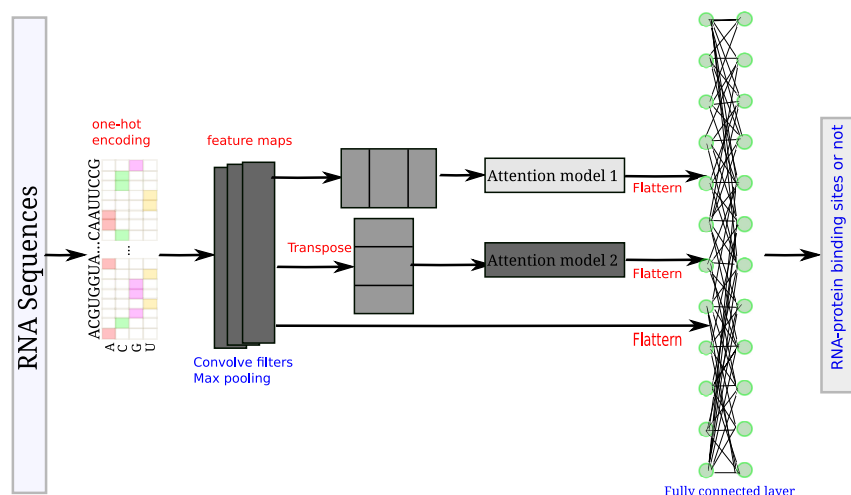 RNA Sequences
one-hot
encoding
ACGUGGUA...CAAUUCCG
...
A
C
G
U
feature maps
Convolve filters
Max pooling
Transpose
Attention model 1
Attention model 2
Flattern
Flattern
Flattern
Fully connected layer
RNA-protein binding sites or not